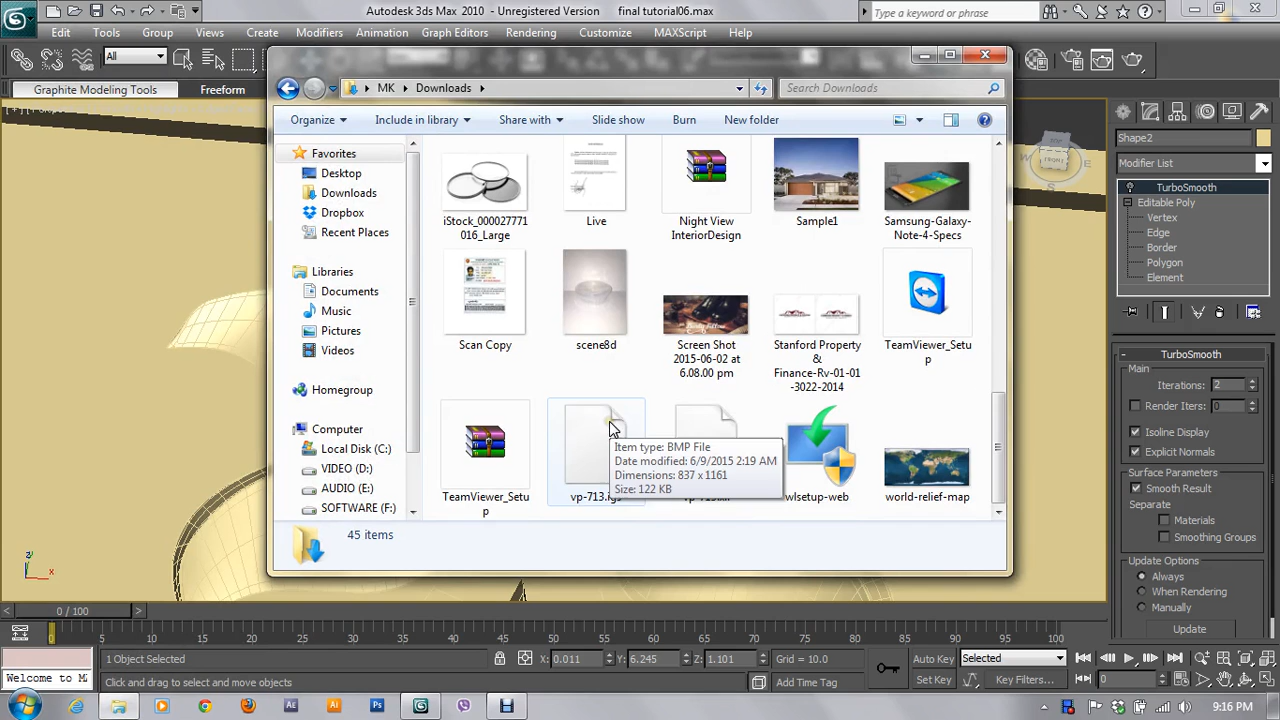 Autodesk 3ds Max 2010 - Unregistered Version final tutorial06.max
Type a keyword or phrase
Edit Tools Group Views Create Modifiers Animation Graph Editors Rendering Customize MAXScript Help
All
Graphite Modeling Tools Freeform
MK Downloads
Search Downloads
Organize Include in library Share with Slide show Burn New folder
Favorites
Desktop
Downloads
Dropbox
Recent Places
Libraries
Documents
Music
Pictures
Videos
Homegroup
Computer
Local Disk (C:)
VIDEO (D:)
AUDIO (E:)
SOFTWARE (F:)
iStock_000027771
016_Large
Live
Night View
InteriorDesign
Sample1
Samsung-Galaxy-
Note-4-Specs
Scan Copy
scene8d
Screen Shot
2015-06-02 at
6.08.00 pm
Stanford Property
&
Finance-Rv-01-01
-3022-2014
TeamViewer_Setu
p
TeamViewer_Setu
p
Item type: BMP File
Date modified: 6/9/2015 2:19 AM
Dimensions: 837 x 1161
Size: 122 KB
wlsetup-web
world-relief-map
45 items
FRONT
E
S
Shape2
Modifier List
TurboSmooth
Editable Poly
Vertex
Edge
Border
Polygon
Element
TurboSmooth
Main
Iterations: 2
Render Iters: 0
Isoline Display
Explicit Normals
Surface Parameters
Smooth Result
Separate
Materials
Smoothing Groups
Update Options
Always
When Rendering
Manually
Update
z
x
0 / 100
0 5 10 15 20 25 30 35 40 45 50 55 60 65 70 75 80 85 90 95 100
1 Object Selected
X: 0.011 Y: 6.245 Z: 1.101 Grid = 10.0
Auto Key Selected
Welcome to M
Click and drag to select and move objects
Add Time Tag
Set Key Key Filters... 0
9:16 PM